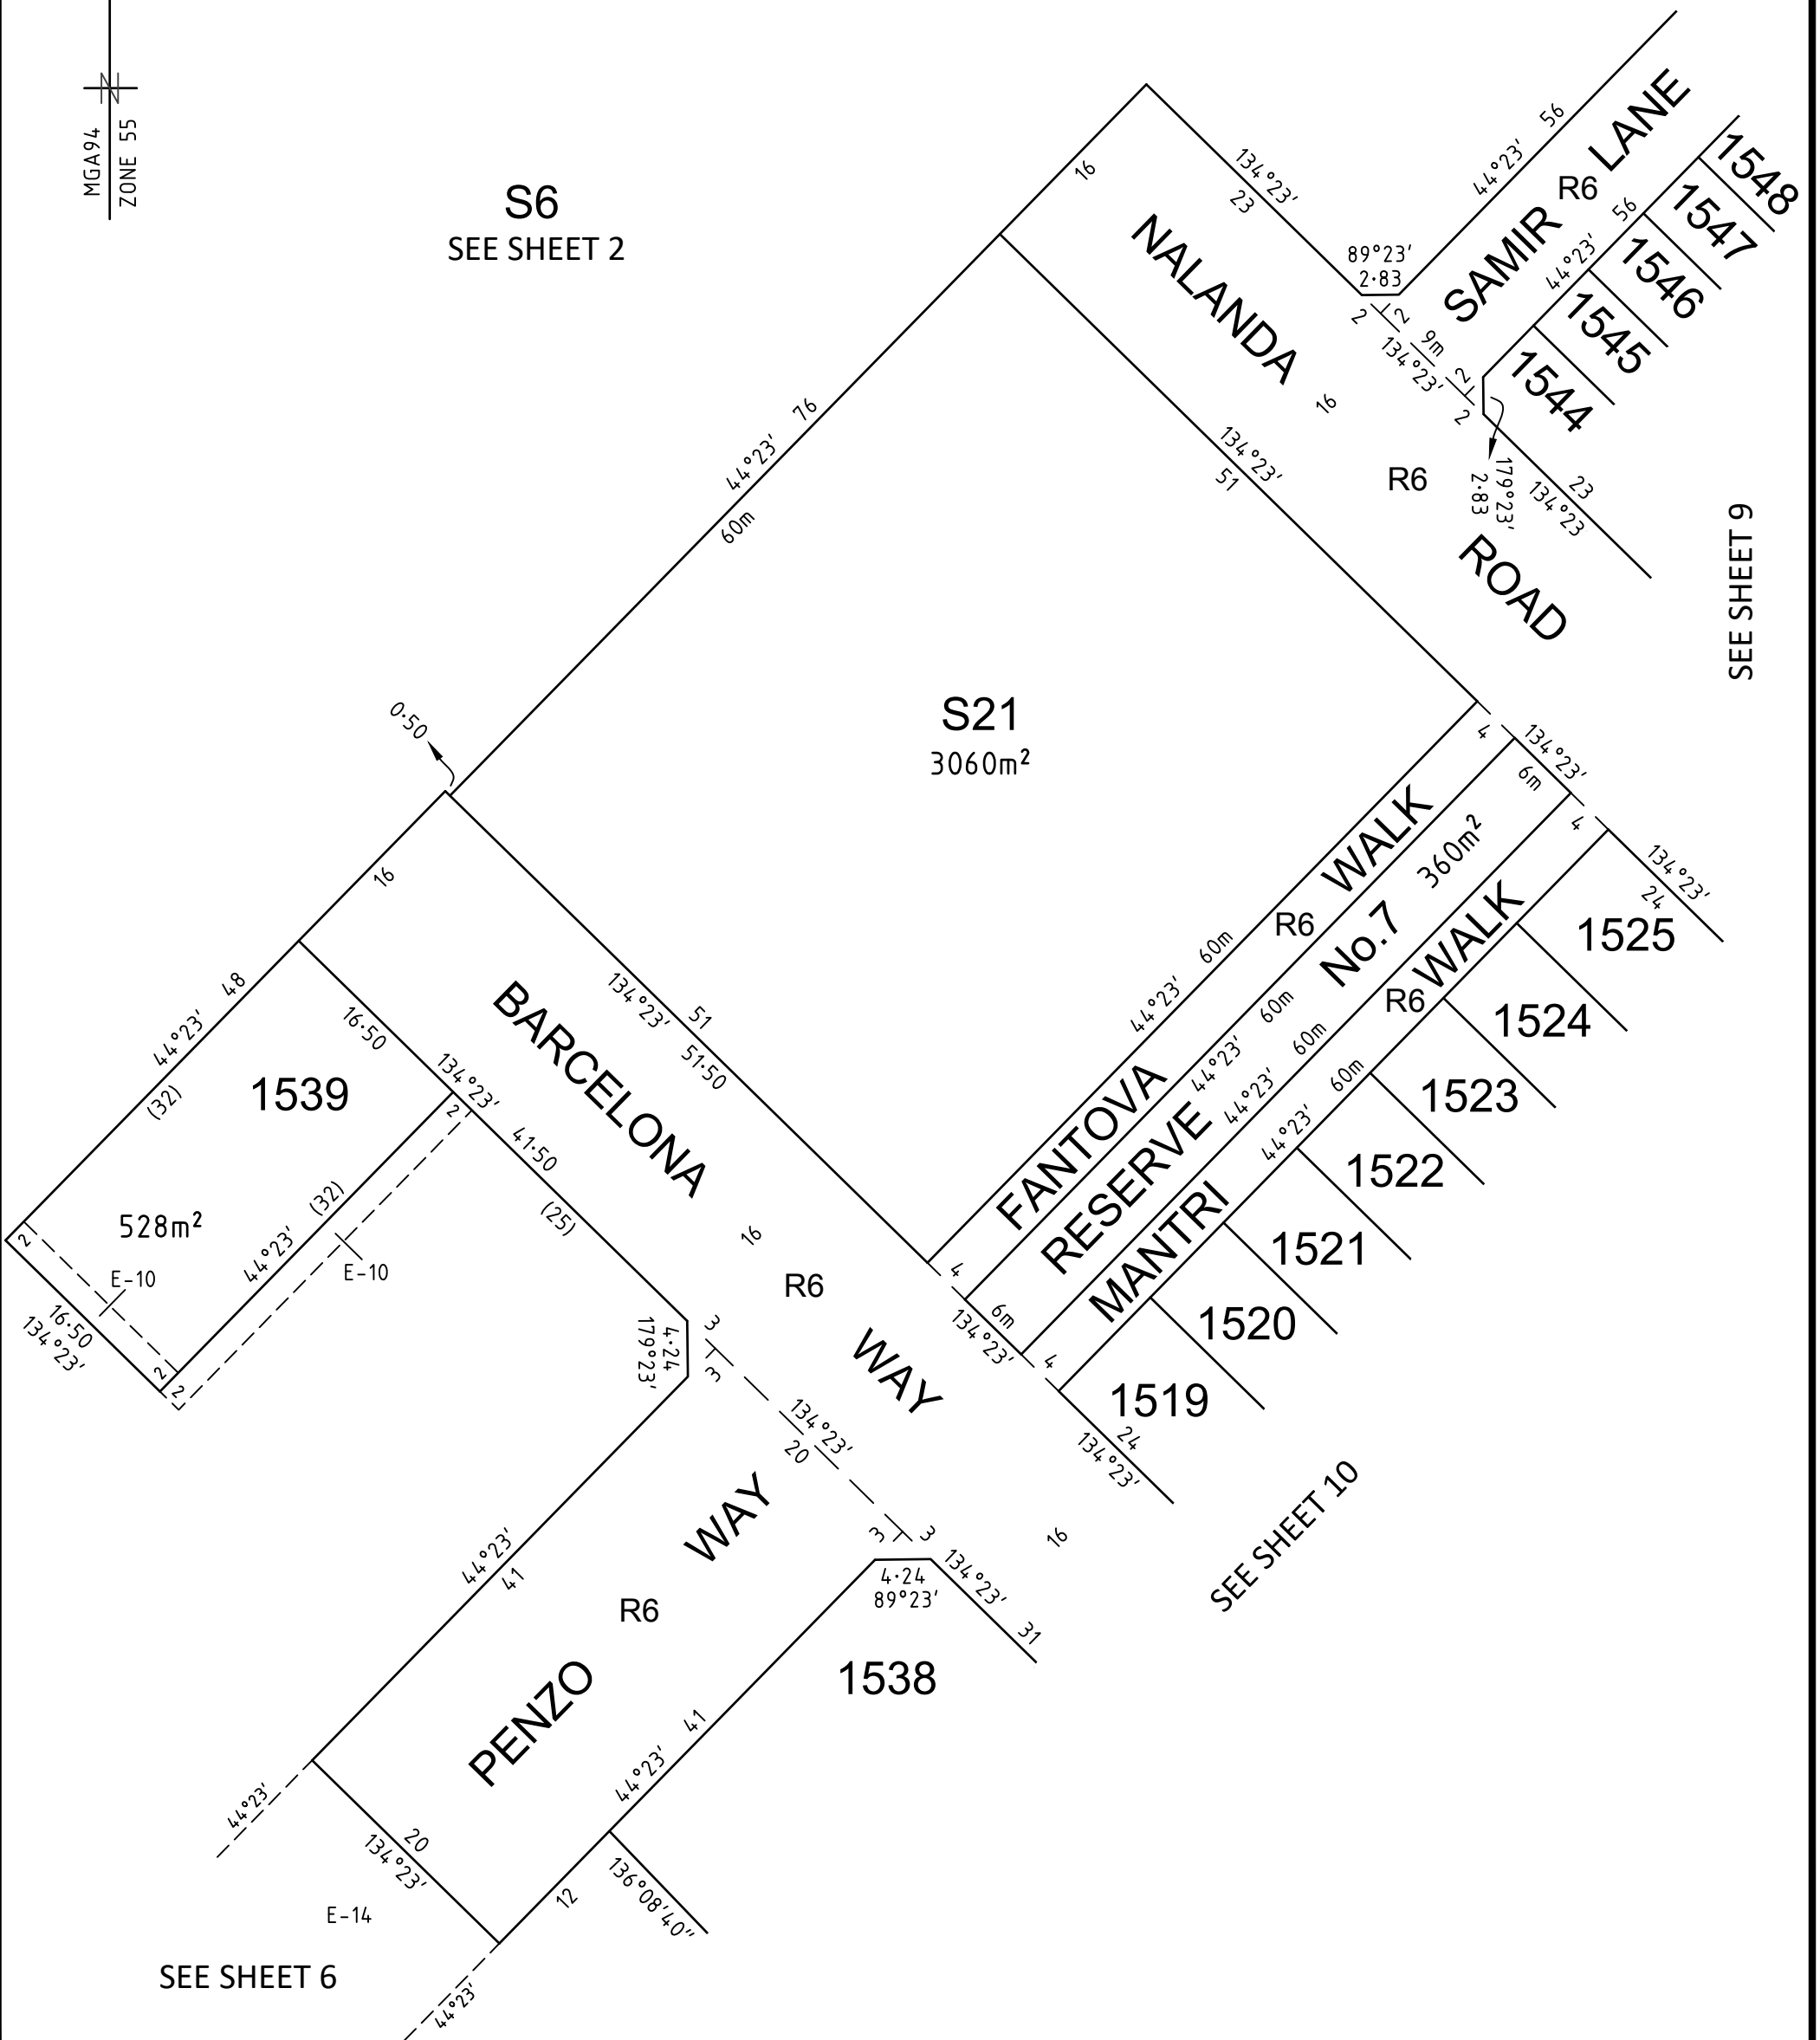 MGA94
ZONE 55
N
S6
SEE SHEET 2
16
134°23'
23
89°23'
2·83
44°23'
56
SAMIR LANE
R6
56
44°23'
1548
1547
1546
1545
1544
2
2
9m
134°23'
2
2
179°23'
2·83
23
134°23
NALANDA
16
R6
ROAD
SEE SHEET 9
44°23'
76
60m
134°23'
51
S21
3060m²
0·50
16
4
134°23'
6m
4
134°23'
24
FANTOVA WALK
R6
44°23'
60m
RESERVE No.7 360m²
44°23'
60m
44°23'
60m
MANTRI WALK
R6
44°23'
60m
1525
1524
1523
1522
1521
1520
1519
44°23'
48
(32)
16·50
134°23'
1539
528m²
2
41·50
(25)
134°23'
51
51·50
BARCELONA
16
R6
WAY
44°23'
(32)
E-10
E-10
2
16·50
134°23'
2
2
4·24
179°23'
3
3
134°23'
20
3
3
4
6m
134°23'
4
24
134°23'
4·24
89°23'
134°23'
31
16
SEE SHEET 10
44°23'
41
PENZO WAY
R6
1538
44°23'
41
44°23'
20
134°23'
12
136°08'40"
E-14
SEE SHEET 6
44°23'